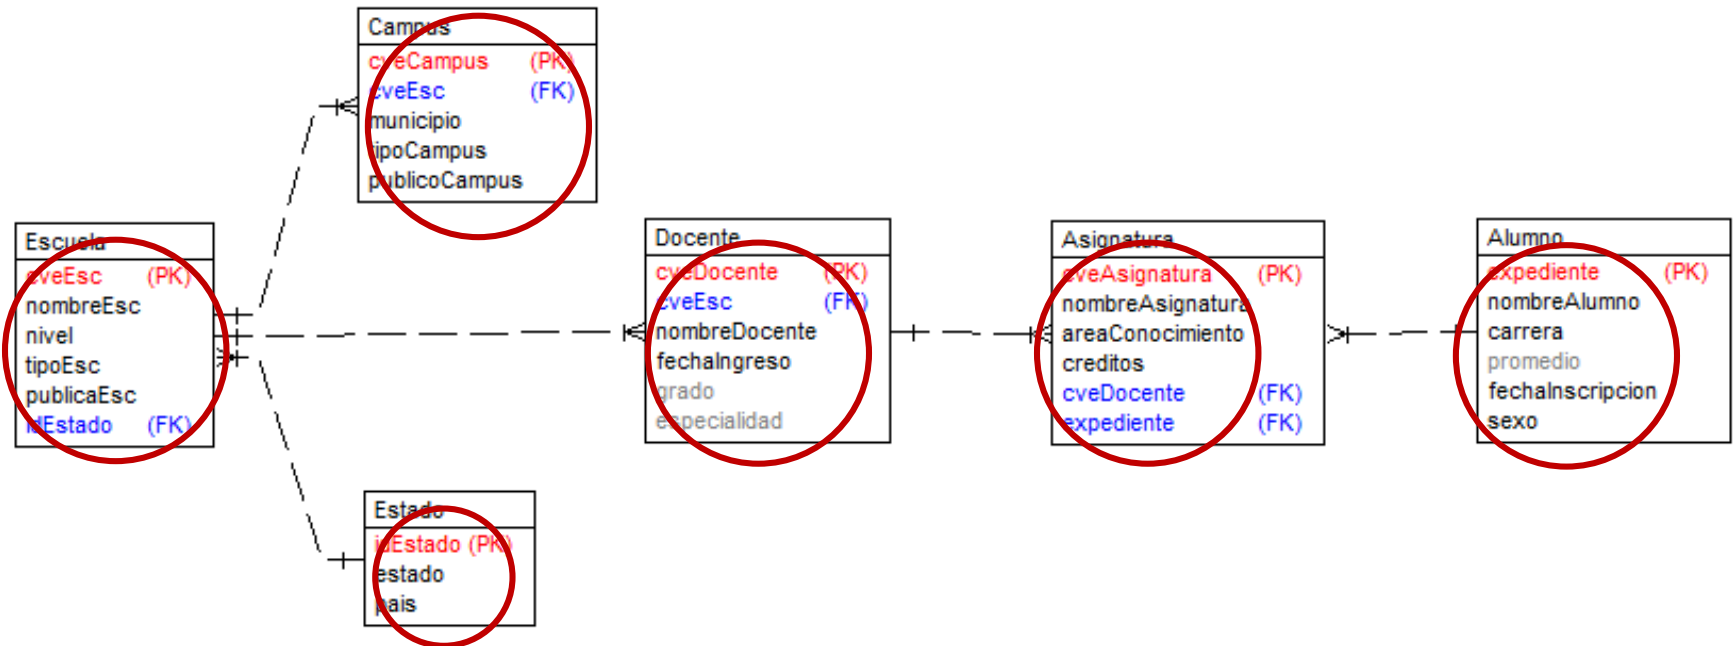 Campus
cveCampus (PK)
cveEsc (FK)
municipio
tipoCampus
publicoCampus
Escuela
cveEsc (PK)
nombreEsc
nivel
tipoEsc
publicaEsc
idEstado (FK)
Docente
cveDocente (PK)
cveEsc (FK)
nombreDocente
fechaIngreso
grado
especialidad
Asignatura
cveAsignatura (PK)
nombreAsignatura
areaConocimiento
creditos
cveDocente (FK)
expediente (FK)
Alumno
expediente (PK)
nombreAlumno
carrera
promedio
fechaInscripcion
sexo
Estado
idEstado (PK)
estado
pais